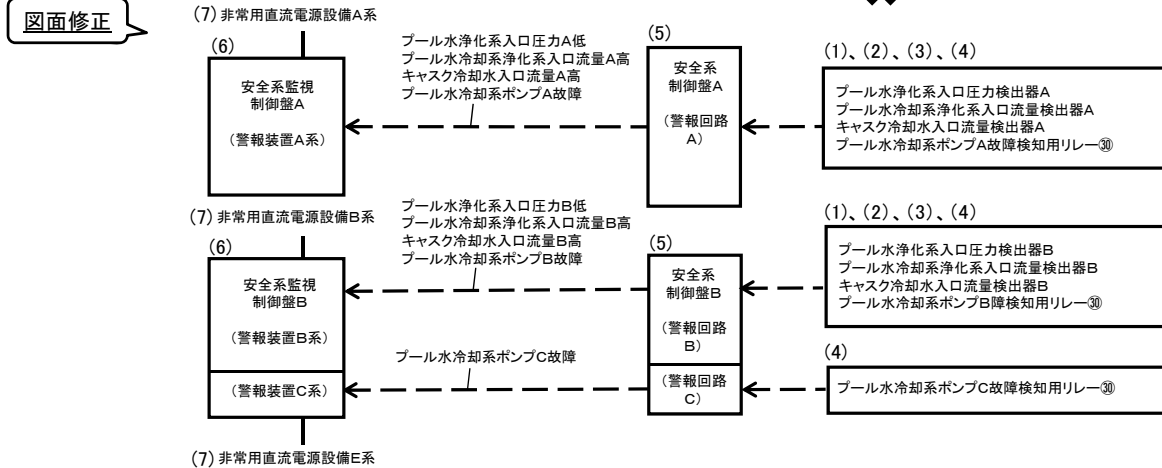 図面修正
(7) 非常用直流電源設備A系
(6)
安全系監視
制御盤A
（警報装置A系）
プール水浄化系入口圧力A低
プール水冷却系浄化系入口流量A高
キャスク冷却水入口流量A高
プール水冷却系ポンプA故障
(5)
安全系
制御盤A
（警報回路
A）
(1)、(2)、(3)、(4)
プール水浄化系入口圧力検出器A
プール水冷却系浄化系入口流量検出器A
キャスク冷却水入口流量検出器A
プール水冷却系ポンプA故障検知用リレー㉚
(7) 非常用直流電源設備B系
(6)
安全系監視
制御盤B
（警報装置B系）
（警報装置C系）
プール水浄化系入口圧力B低
プール水冷却系浄化系入口流量B高
キャスク冷却水入口流量B高
プール水冷却系ポンプB故障
プール水冷却系ポンプC故障
(5)
安全系
制御盤B
（警報回路
B）
（警報回路
C）
(1)、(2)、(3)、(4)
プール水浄化系入口圧力検出器B
プール水冷却系浄化系入口流量検出器B
キャスク冷却水入口流量検出器B
プール水冷却系ポンプB障検知用リレー㉚
(4)
プール水冷却系ポンプC故障検知用リレー㉚
(7) 非常用直流電源設備E系